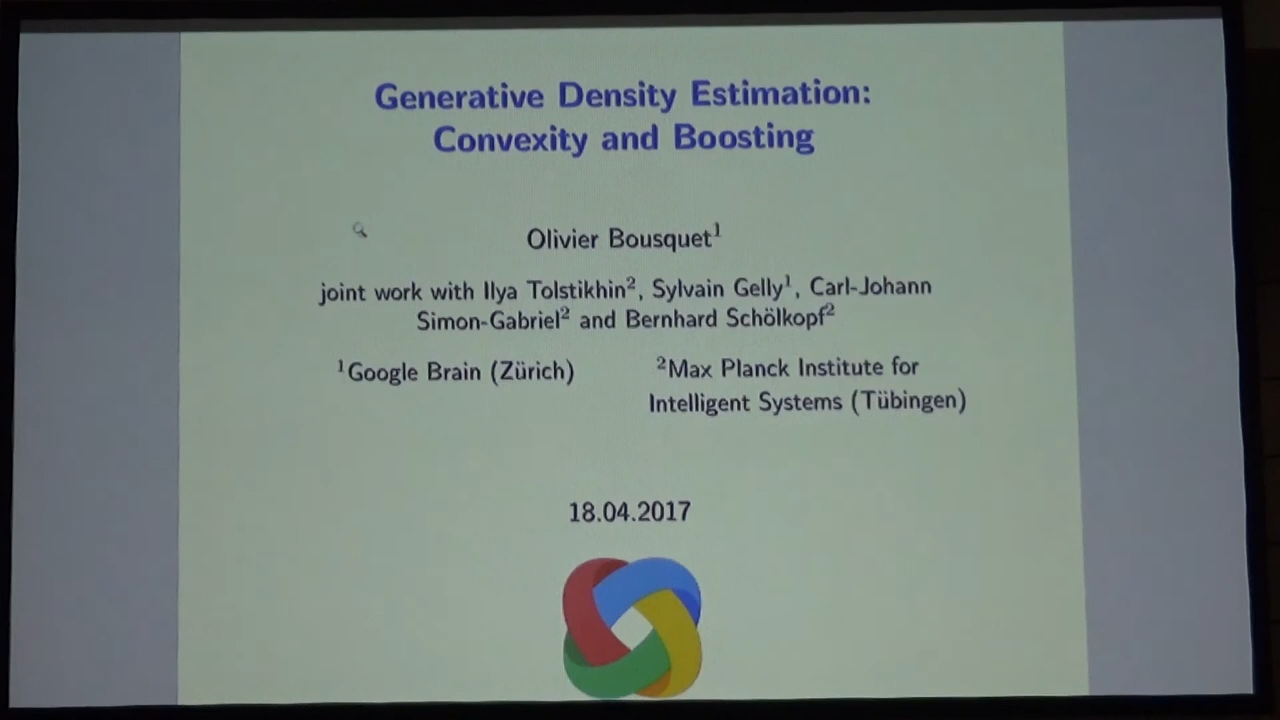 Generative Density Estimation:
Convexity and Boosting
Olivier Bousquet¹
joint work with Ilya Tolstikhin², Sylvain Gelly¹, Carl-Johann
Simon-Gabriel² and Bernhard Schölkopf²
¹Google Brain (Zürich)
²Max Planck Institute for
Intelligent Systems (Tübingen)
18.04.2017